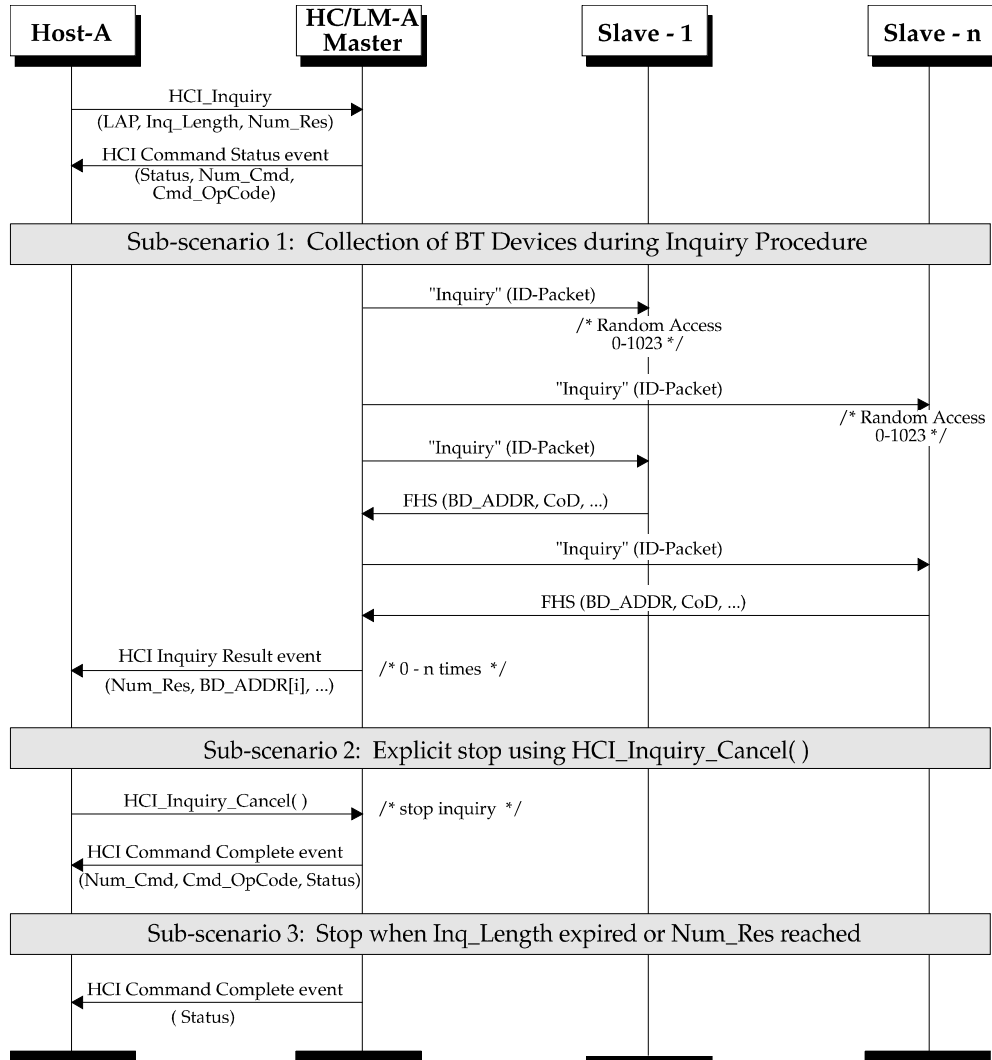 Host-A
HC/LM-A
Master
Slave - 1
Slave - n
HCI_Inquiry
(LAP, Inq_Length, Num_Res)
HCI Command Status event
(Status, Num_Cmd,
Cmd_OpCode)
Sub-scenario 1:  Collection of BT Devices during Inquiry Procedure
"Inquiry" (ID-Packet)
/* Random Access
0-1023 */
"Inquiry" (ID-Packet)
/* Random Access
0-1023 */
"Inquiry" (ID-Packet)
FHS (BD_ADDR, CoD, ...)
"Inquiry" (ID-Packet)
FHS (BD_ADDR, CoD, ...)
HCI Inquiry Result event
/* 0 - n times  */
(Num_Res, BD_ADDR[i], ...)
Sub-scenario 2:  Explicit stop using HCI_Inquiry_Cancel( )
HCI_Inquiry_Cancel( )
/* stop inquiry  */
HCI Command Complete event
(Num_Cmd, Cmd_OpCode, Status)
Sub-scenario 3:  Stop when Inq_Length expired or Num_Res reached
HCI Command Complete event
( Status)